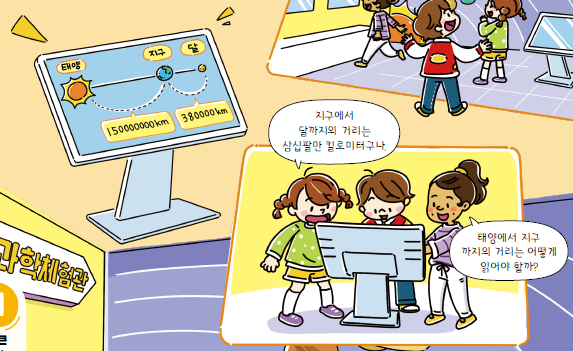 태양
지구
달
150000000km
380000km
지구에서
달까지의 거리는
삼십팔만 킬로미터구나.
태양에서 지구
까지의 거리는 어떻게
읽어야 할까?
과학체험관